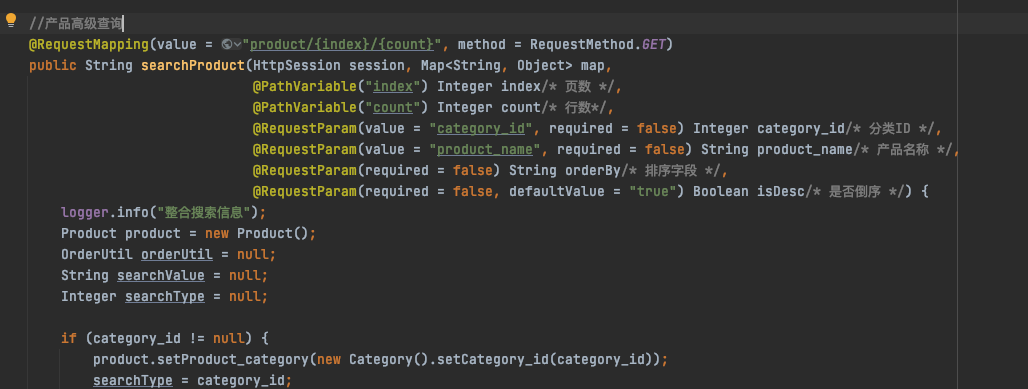 //产品高级查询
@RequestMapping(value = "product/{index}/{count}", method = RequestMethod.GET)
public String searchProduct(HttpSession session, Map<String, Object> map,
@PathVariable("index") Integer index/* 页数 */,
@PathVariable("count") Integer count/* 行数*/,
@RequestParam(value = "category_id", required = false) Integer category_id/* 分类ID */,
@RequestParam(value = "product_name", required = false) String product_name/* 产品名称 */,
@RequestParam(required = false) String orderBy/* 排序字段 */,
@RequestParam(required = false, defaultValue = "true") Boolean isDesc/* 是否倒序 */) {
logger.info("整合搜索信息");
Product product = new Product();
OrderUtil orderUtil = null;
String searchValue = null;
Integer searchType = null;
if (category_id != null) {
product.setProduct_category(new Category().setCategory_id(category_id));
searchType = category_id;